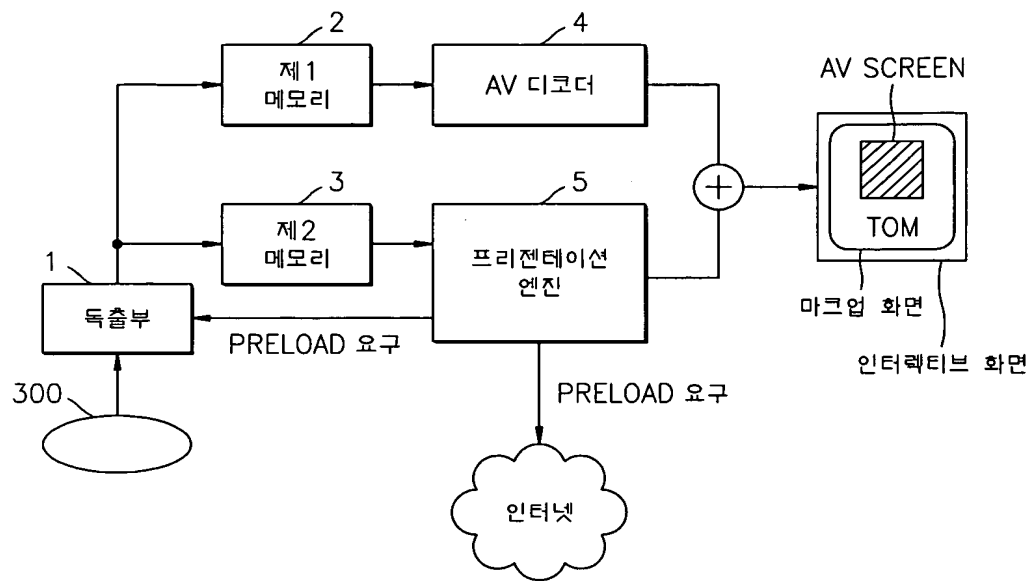 2
4
제1
메모리
AV 디코더
AV SCREEN
TOM
3
5
제2
메모리
프리젠테이션
엔진
1
독출부
PRELOAD 요구
마크업 화면
인터렉티브 화면
300
PRELOAD 요구
인터넷